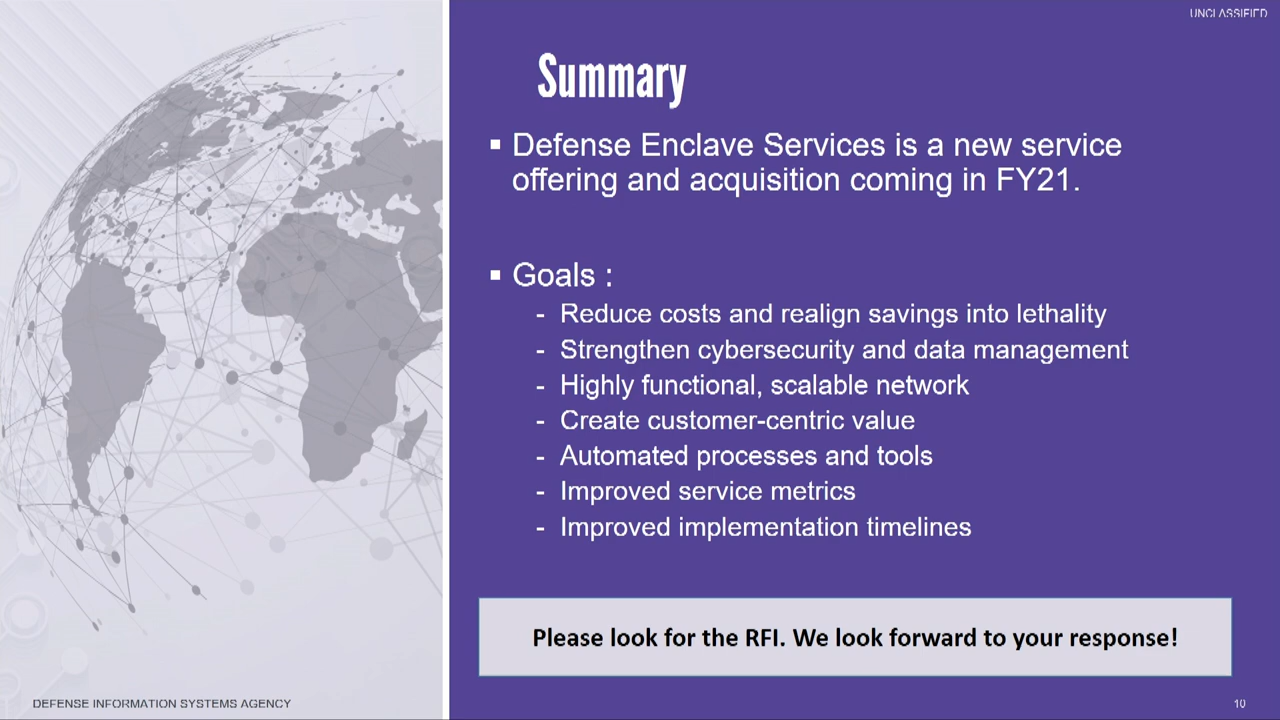 UNCLASSIFIED
Summary
▪ Defense Enclave Services is a new service
offering and acquisition coming in FY21.
▪ Goals :
- Reduce costs and realign savings into lethality
- Strengthen cybersecurity and data management
- Highly functional, scalable network
- Create customer-centric value
- Automated processes and tools
- Improved service metrics
- Improved implementation timelines
Please look for the RFI. We look forward to your response!
DEFENSE INFORMATION SYSTEMS AGENCY
10